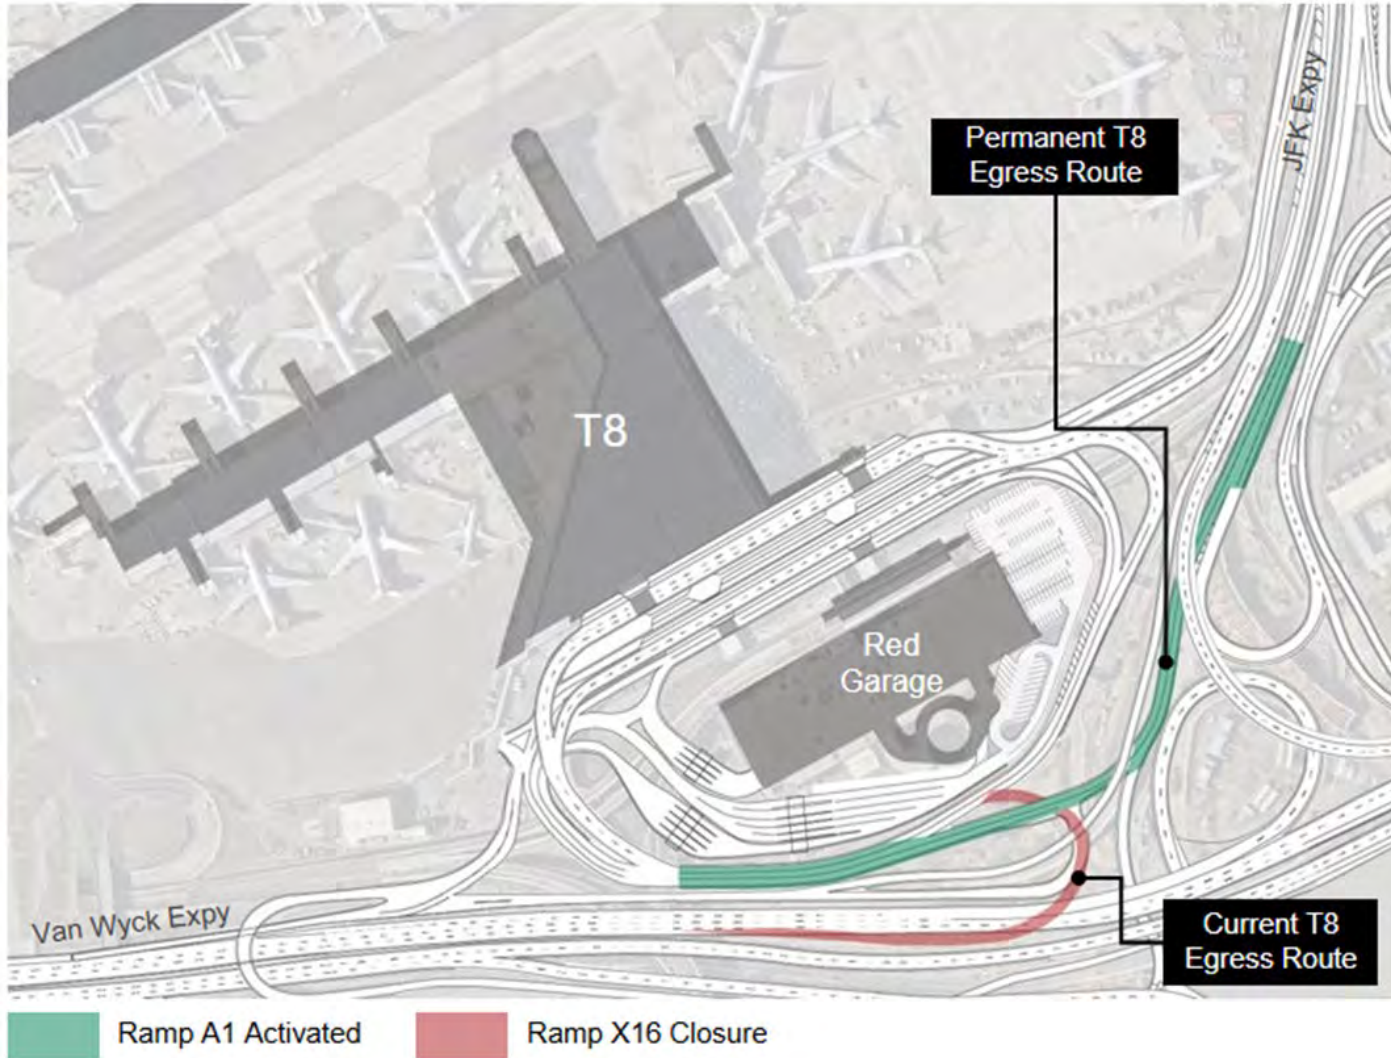 JFK Expy
Permanent T8
Egress Route
T8
Red
Garage
Van Wyck Expy
Current T8
Egress Route
Ramp A1 Activated
Ramp X16 Closure